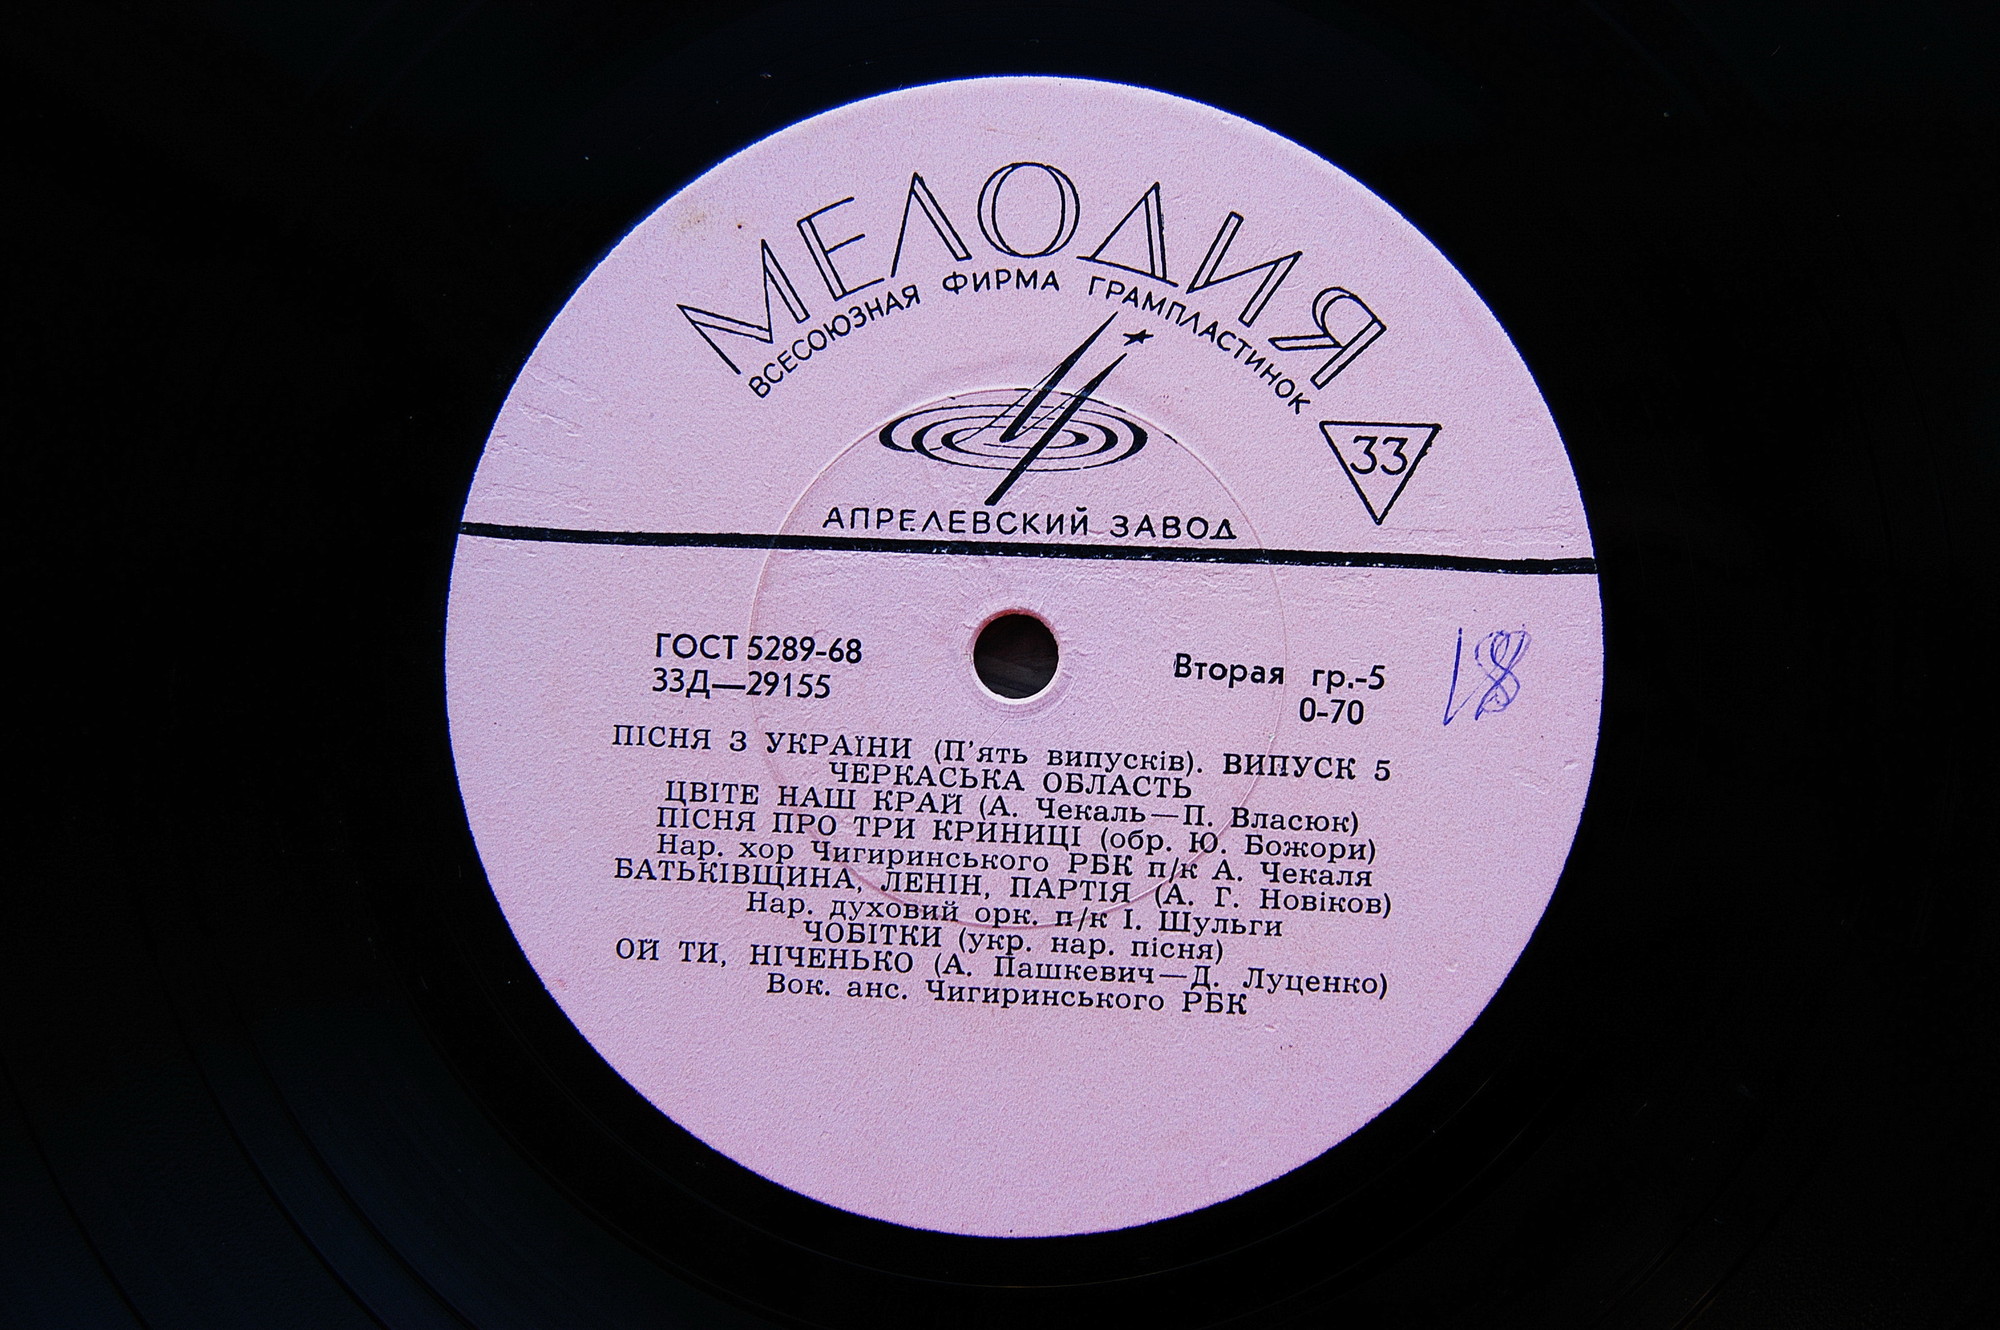 МЕЛОДИЯ
ВСЕСОЮЗНАЯ ФИРМА ГРАМПЛАСТИНОК
33
АПРЕЛЕВСКИЙ ЗАВОД
ГОСТ 5289-68
33Д—29155
Вторая гр.-5
0-70
18
ПІСНЯ З УКРАЇНИ (П'ять випусків). ВИПУСК 5
ЧЕРКАСЬКА ОБЛАСТЬ
ЦВІТЕ НАШ КРАЙ (А. Чекаль—П. Власюк)
ПІСНЯ ПРО ТРИ КРИНИЦІ (обр. Ю. Божори)
Нар. хор Чигиринського РБК п/к А. Чекаля
БАТЬКІВЩИНА, ЛЕНІН, ПАРТІЯ (А. Г. Новіков)
Нар. духовий орк. п/к І. Шульги
ЧОБІТКИ (укр. нар. пісня)
ОЙ ТИ, НІЧЕНЬКО (А. Пашкевич—Д. Луценко)
Вок. анс. Чигиринського РБК